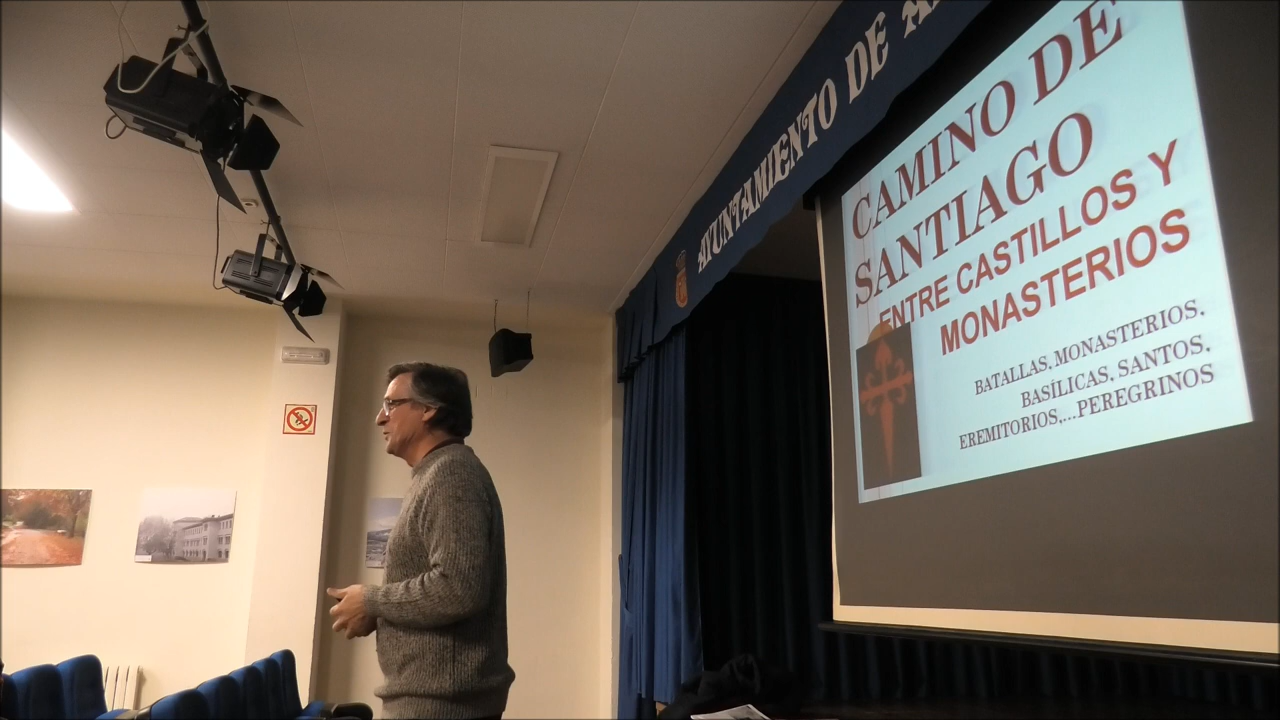 AYUNTAMIENTO DE
CAMINO DE
SANTIAGO
ENTRE CASTILLOS Y
MONASTERIOS
BATALLAS, MONASTERIOS,
BASÍLICAS, SANTOS,
EREMITORIOS,...PEREGRINOS